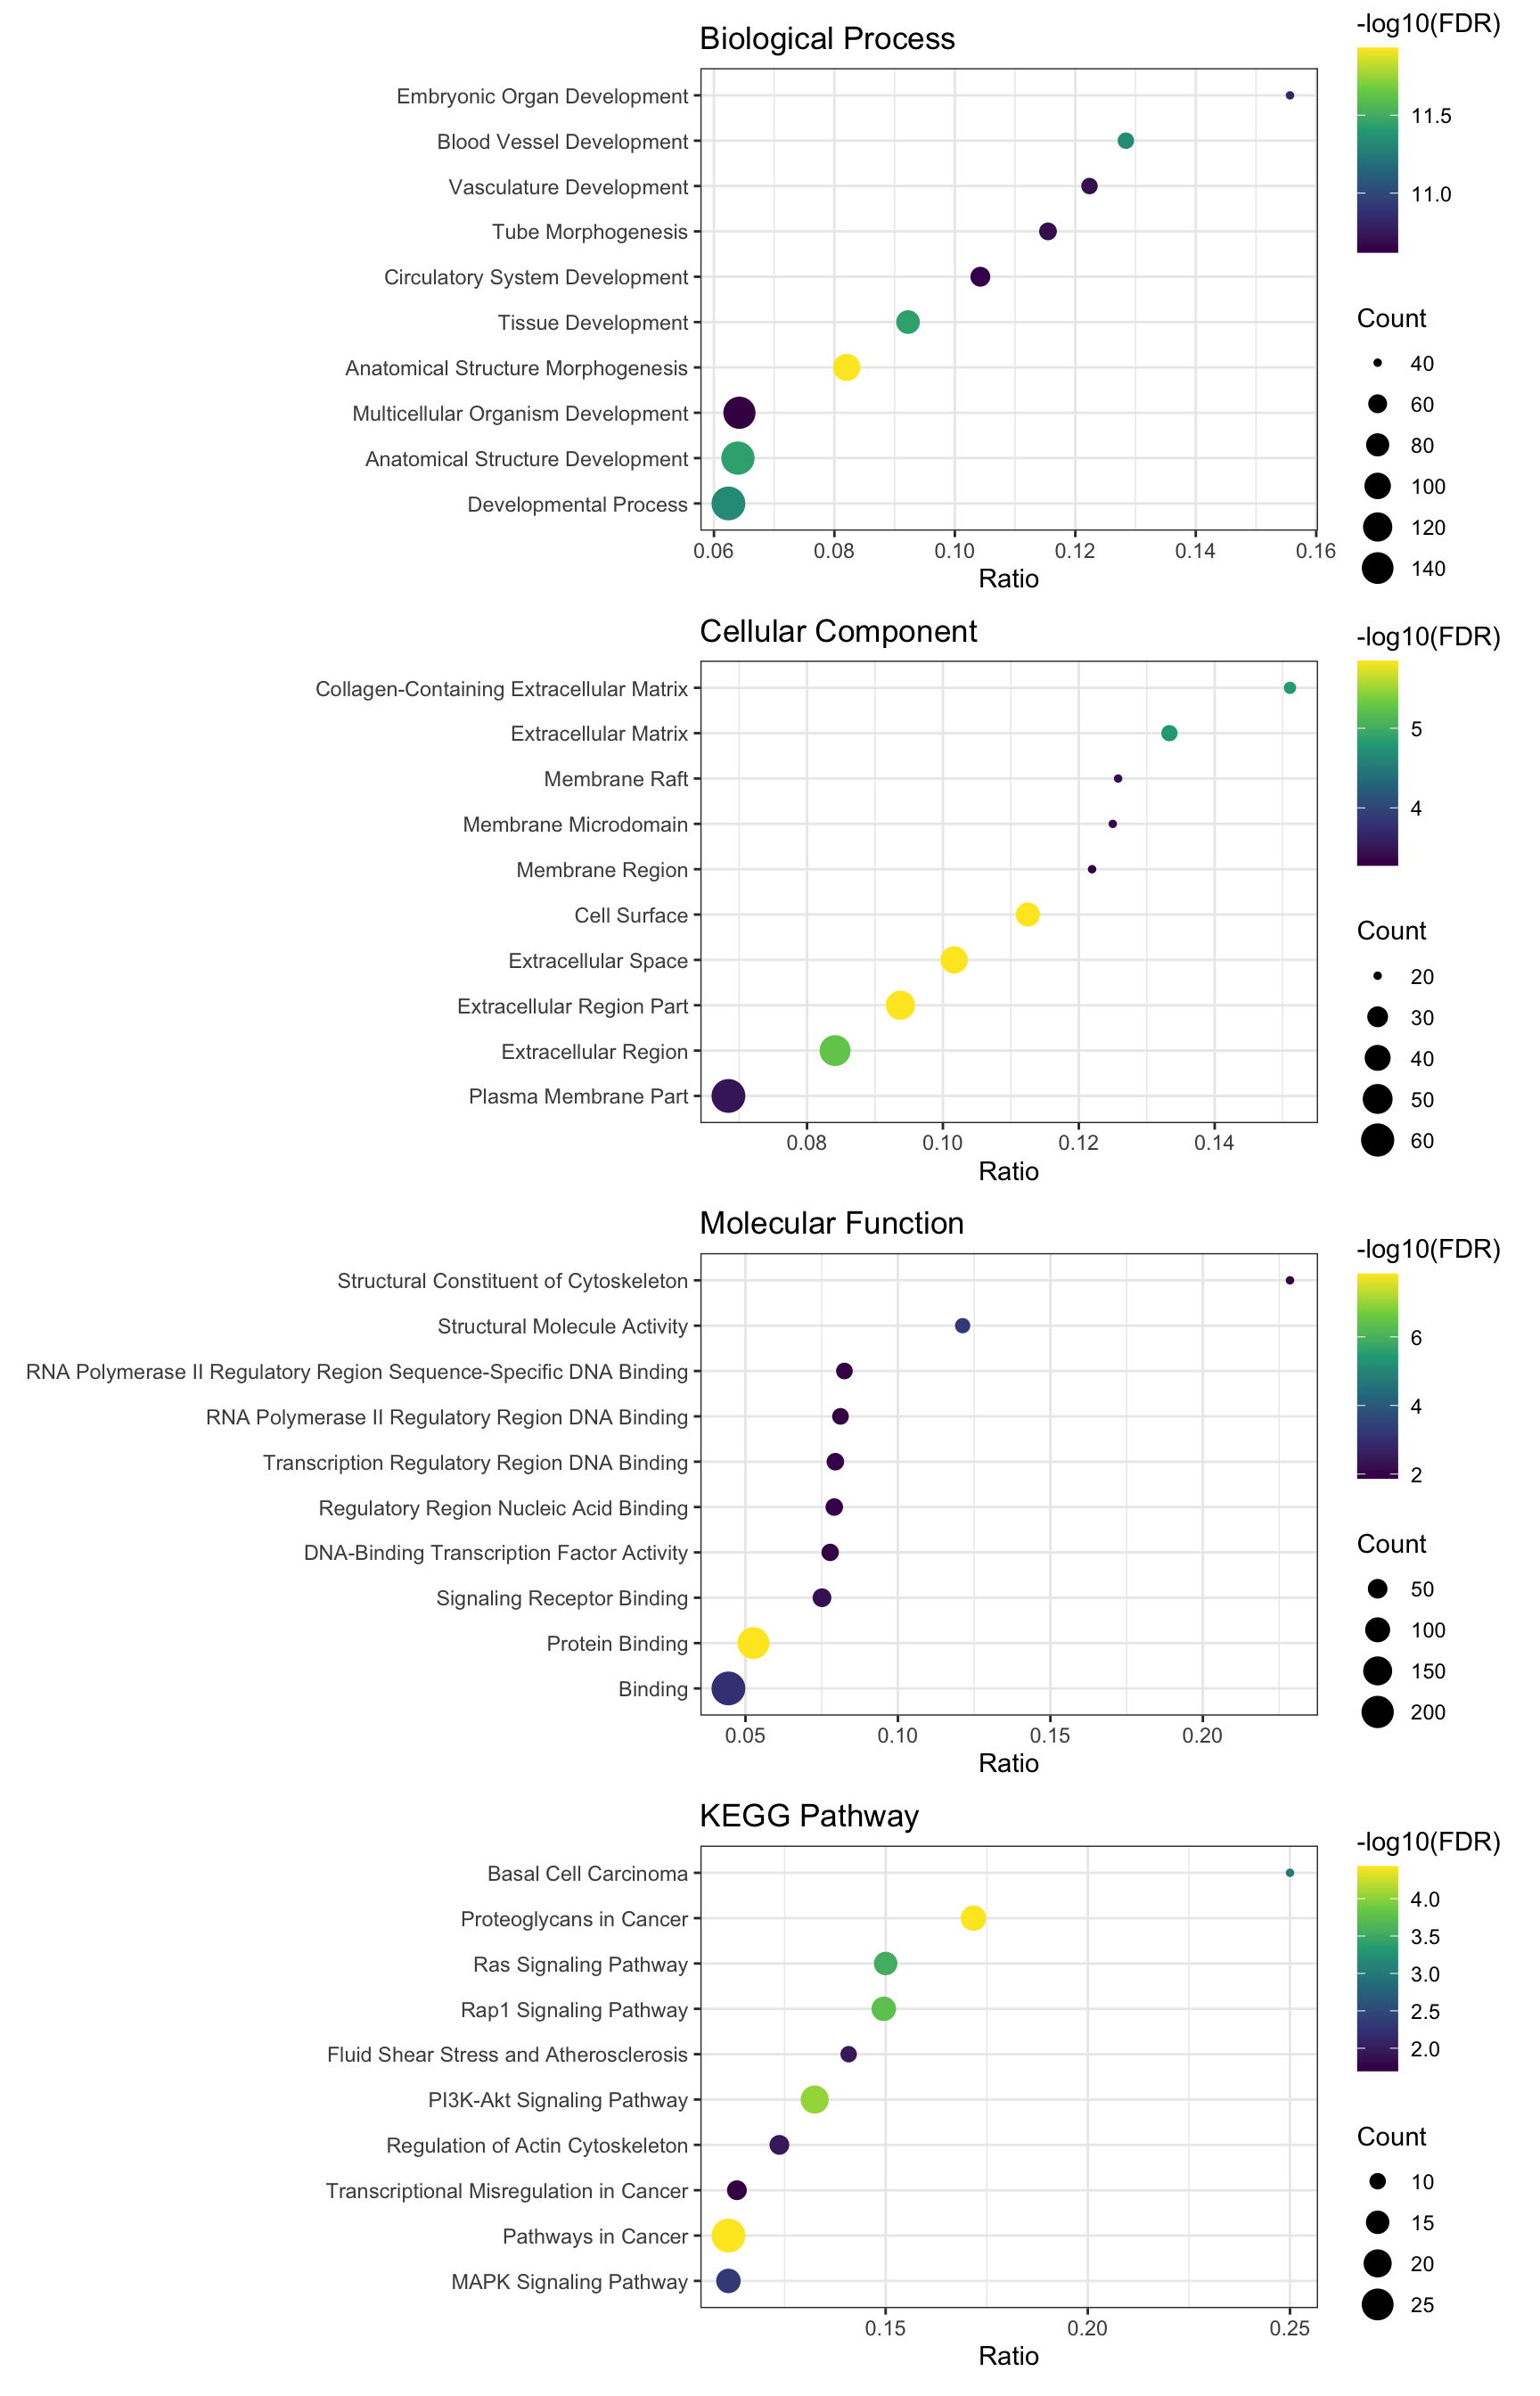 Biological Process
Embryonic Organ Development
Blood Vessel Development
Vasculature Development
Tube Morphogenesis
Circulatory System Development
Tissue Development
Anatomical Structure Morphogenesis
Multicellular Organism Development
Anatomical Structure Development
Developmental Process
0.06 0.08 0.10 0.12 0.14 0.16
Ratio
-log10(FDR)
11.5
11.0
Count
40
60
80
100
120
140
Cellular Component
Collagen-Containing Extracellular Matrix
Extracellular Matrix
Membrane Raft
Membrane Microdomain
Membrane Region
Cell Surface
Extracellular Space
Extracellular Region Part
Extracellular Region
Plasma Membrane Part
0.08 0.10 0.12 0.14
Ratio
-log10(FDR)
5
4
Count
20
30
40
50
60
Molecular Function
Structural Constituent of Cytoskeleton
Structural Molecule Activity
RNA Polymerase II Regulatory Region Sequence-Specific DNA Binding
RNA Polymerase II Regulatory Region DNA Binding
Transcription Regulatory Region DNA Binding
Regulatory Region Nucleic Acid Binding
DNA-Binding Transcription Factor Activity
Signaling Receptor Binding
Protein Binding
Binding
0.05 0.10 0.15 0.20
Ratio
-log10(FDR)
6
4
2
Count
50
100
150
200
KEGG Pathway
Basal Cell Carcinoma
Proteoglycans in Cancer
Ras Signaling Pathway
Rap1 Signaling Pathway
Fluid Shear Stress and Atherosclerosis
PI3K-Akt Signaling Pathway
Regulation of Actin Cytoskeleton
Transcriptional Misregulation in Cancer
Pathways in Cancer
MAPK Signaling Pathway
0.15 0.20 0.25
Ratio
-log10(FDR)
4.0
3.5
3.0
2.5
2.0
Count
10
15
20
25